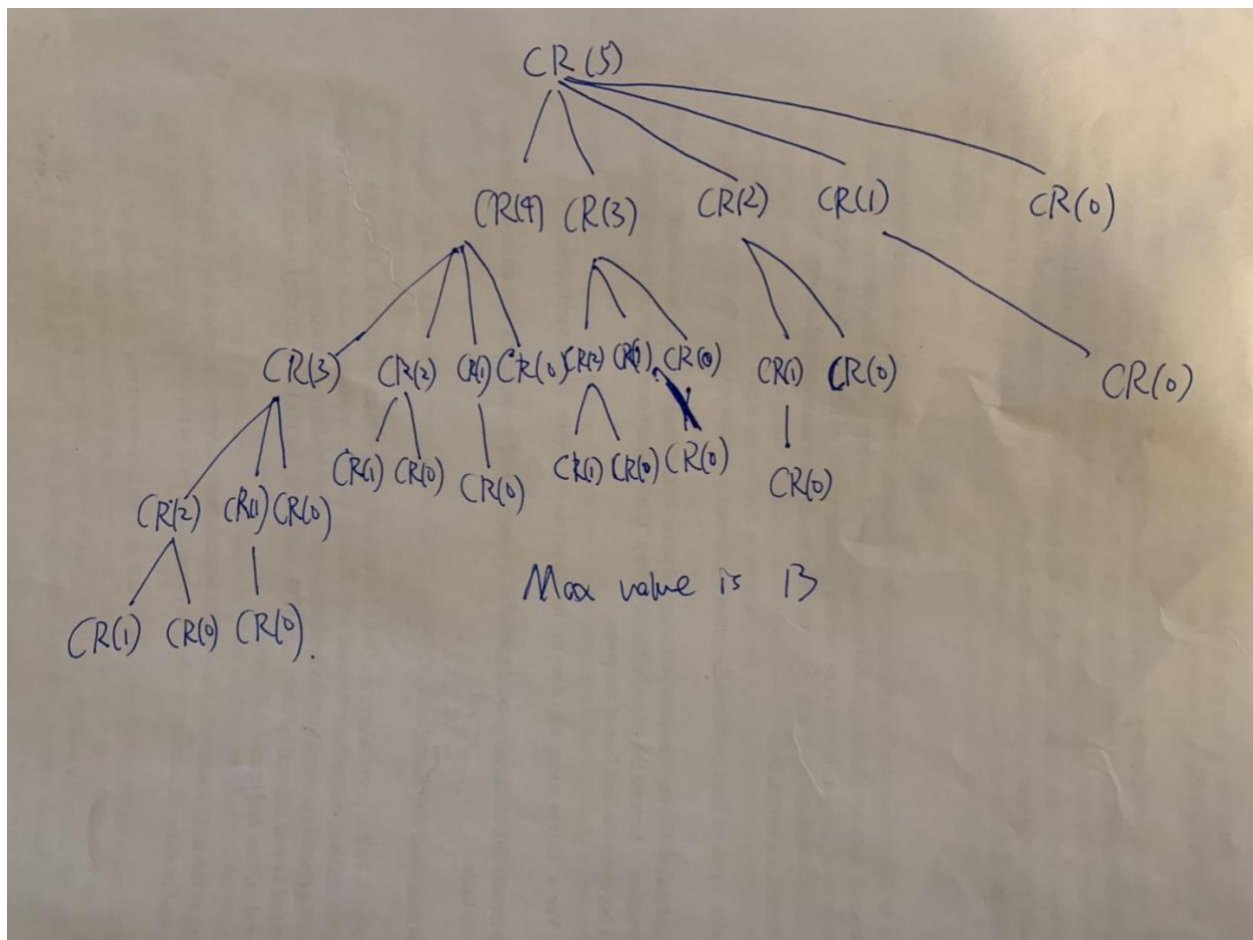 CR(5)
CR(4) CR(3) CR(2) CR(1) CR(0)
CR(3) CR(2) CR(1) CR(0) CR(2) CR(1) CR(0) CR(1) CR(0) CR(0)
CR(1) CR(0) CR(0) CR(1) CR(0) CR(0) CR(0)
CR(2) CR(1) CR(0)
Max value is 13
CR(1) CR(0) CR(0)